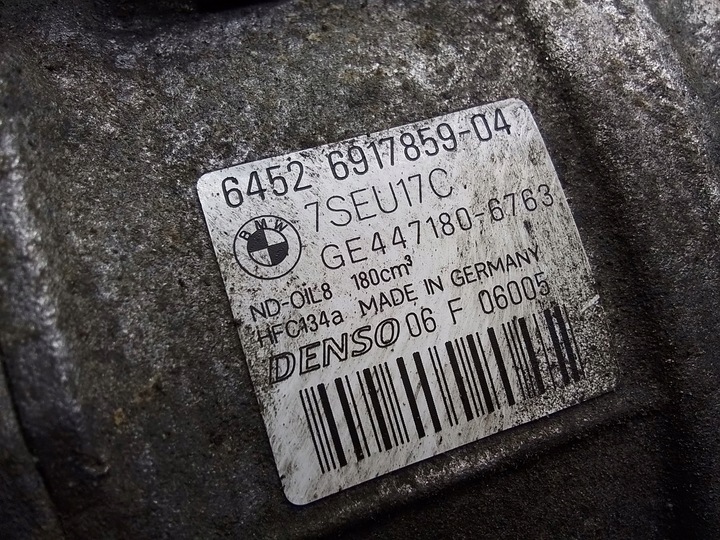 6452 6917859-04
7SEU17C
BMW
GE447180-6763
ND-OIL8 180cm³
HFC134a MADE IN GERMANY
DENSO 06 F 06005